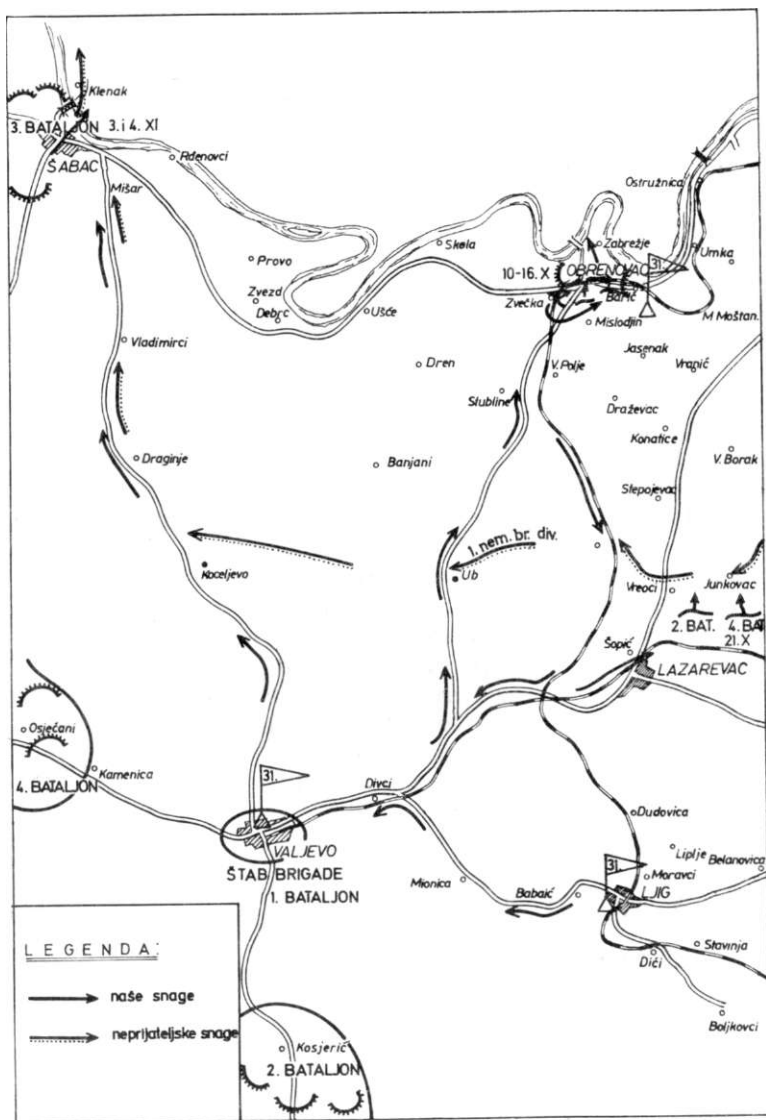 Klenak
3. BATALJON 3. i 4. XI
ŠABAC
Mišar
Rđenovci
Provo
Zvezd
Debrc
Ušće
Skela
Ostružnica
Umka
Zabrežje
10-16. X
OBRENOVAC
31.
Zvečka
Barič
Mislođjin
M Moštan.
Jasenak
Vranić
V. Polje
Vladimirci
Dren
Stubline
Draževac
Konatice
Draginje
Banjani
V. Borak
Stepojevac
1. nem. br. div.
Koceljevo
Ub
Vreoci
Junkovac
2. BAT.
4. BAT
21. X
Šopić
LAZAREVAC
Osječani
Kamenica
4. BATALJON
31.
Divci
VALJEVO
ŠTAB BRIGADE
1. BATALJON
Dudovica
Liplje
Belanovica
31.
Moravci
LJIG
Mionica
Babaić
Slavinja
Dići
Boljkovci
Kosjerić
2. BATALJON
LEGENDA:
naše snage
neprijateljske snage